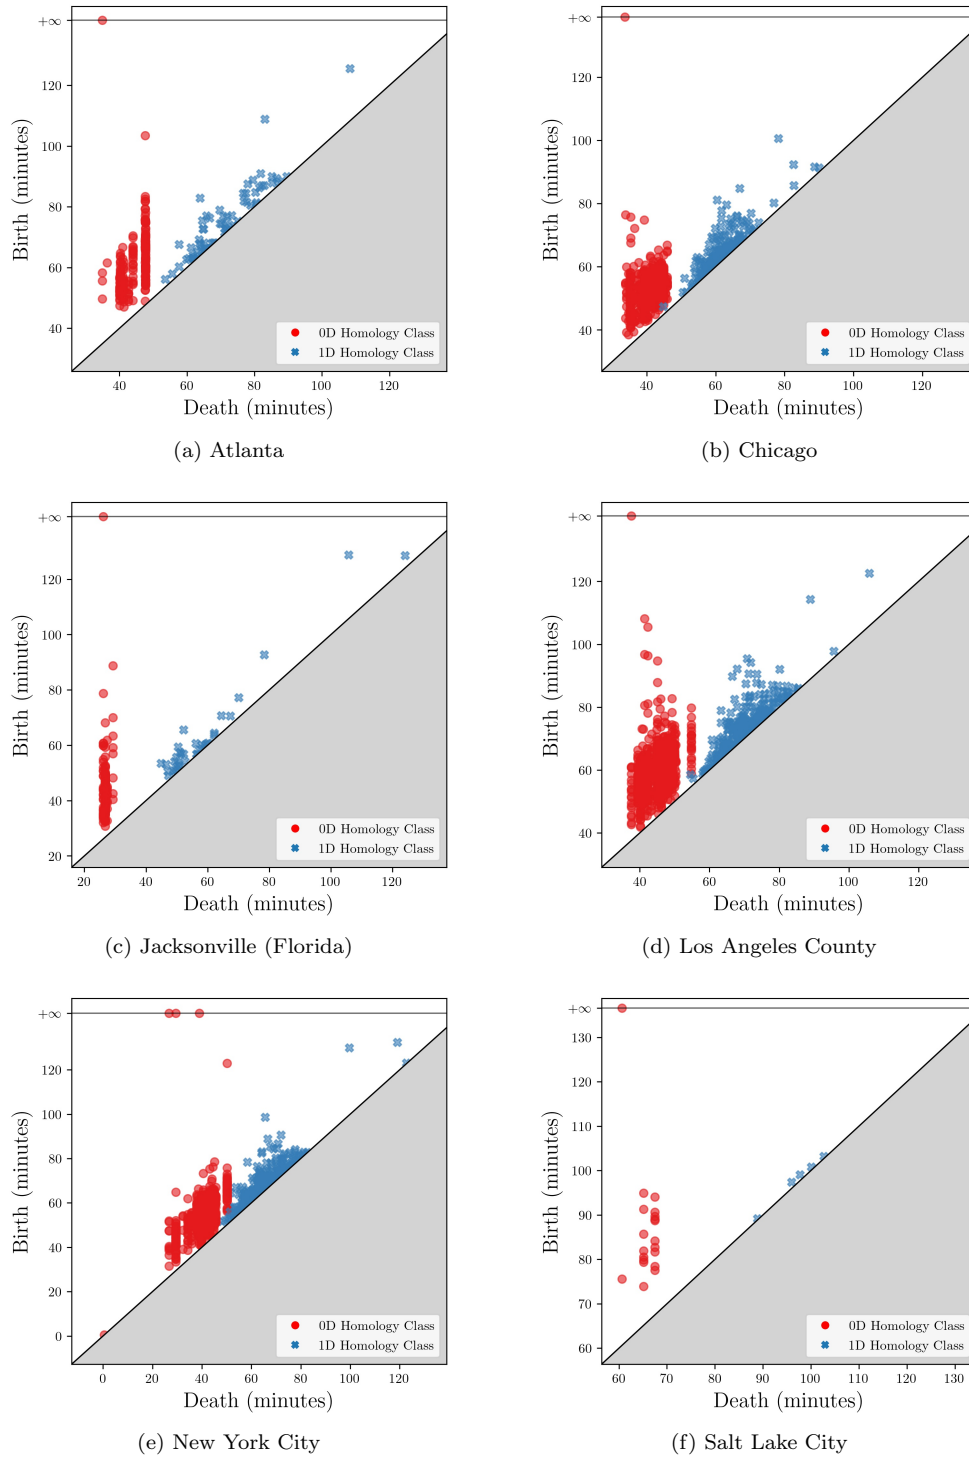 +∞
120
100
80
60
40
Birth (minutes)
0D Homology Class
1D Homology Class
40 60 80 100 120
Death (minutes)
(a) Atlanta
+∞
120
100
80
60
40
Birth (minutes)
0D Homology Class
1D Homology Class
40 60 80 100 120
Death (minutes)
(b) Chicago
+∞
120
100
80
60
40
20
Birth (minutes)
0D Homology Class
1D Homology Class
20 40 60 80 100 120
Death (minutes)
(c) Jacksonville (Florida)
+∞
120
100
80
60
40
Birth (minutes)
0D Homology Class
1D Homology Class
40 60 80 100 120
Death (minutes)
(d) Los Angeles County
+∞
120
100
80
60
40
20
0
Birth (minutes)
0D Homology Class
1D Homology Class
0 20 40 60 80 100 120
Death (minutes)
(e) New York City
+∞
130
120
110
100
90
80
70
60
Birth (minutes)
0D Homology Class
1D Homology Class
60 70 80 90 100 110 120 130
Death (minutes)
(f) Salt Lake City